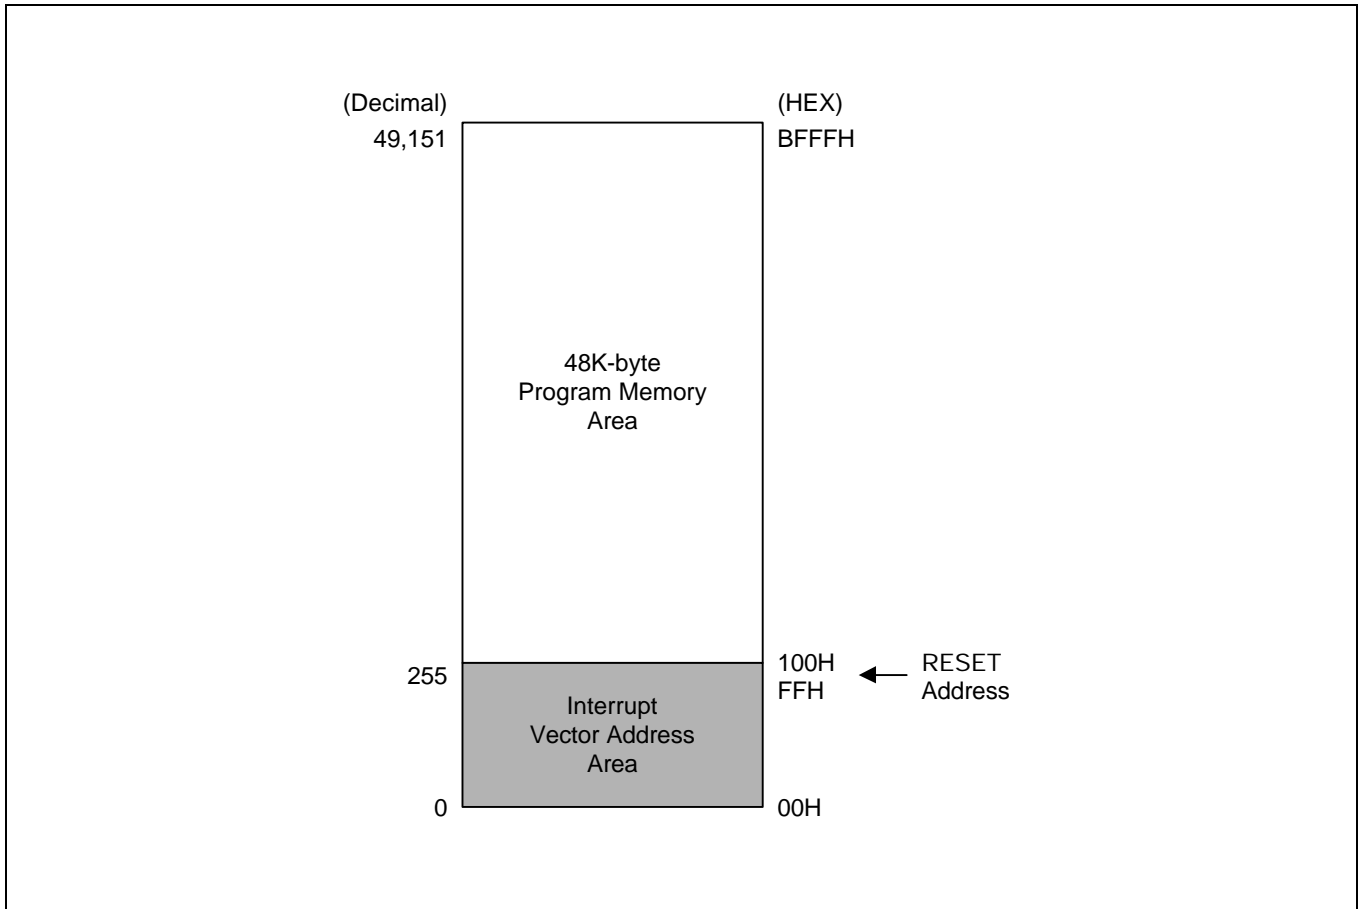 (Decimal)
(HEX)
49,151
BFFFH
48K-byte
Program Memory
Area
255
100H
FFH
RESET
Address
Interrupt
Vector Address
Area
0
00H